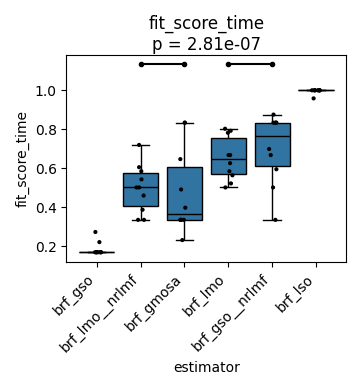 fit_score_time
p = 2.81e-07
fit_score_time
1.0
0.8
0.6
0.4
0.2
brf_gso
brf_lmo__nrlmf
brf_gmosa
brf_lmo
brf_gso__nrlmf
brf_lso
estimator